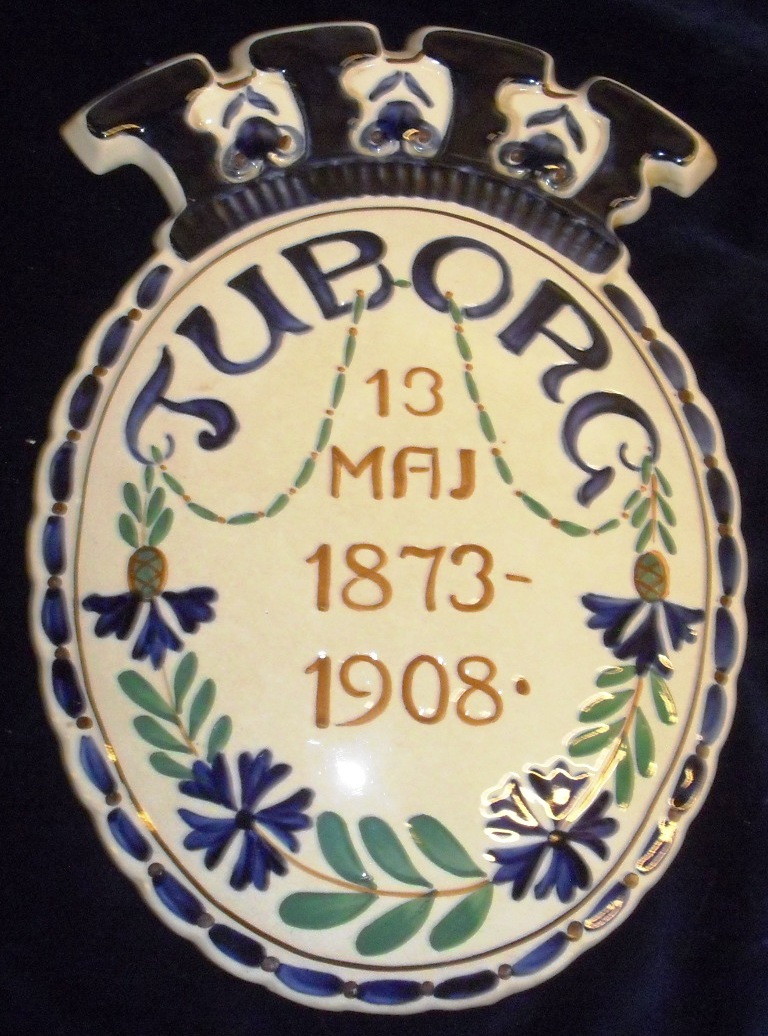 TUBORG
13
MAJ
1873-
1908.